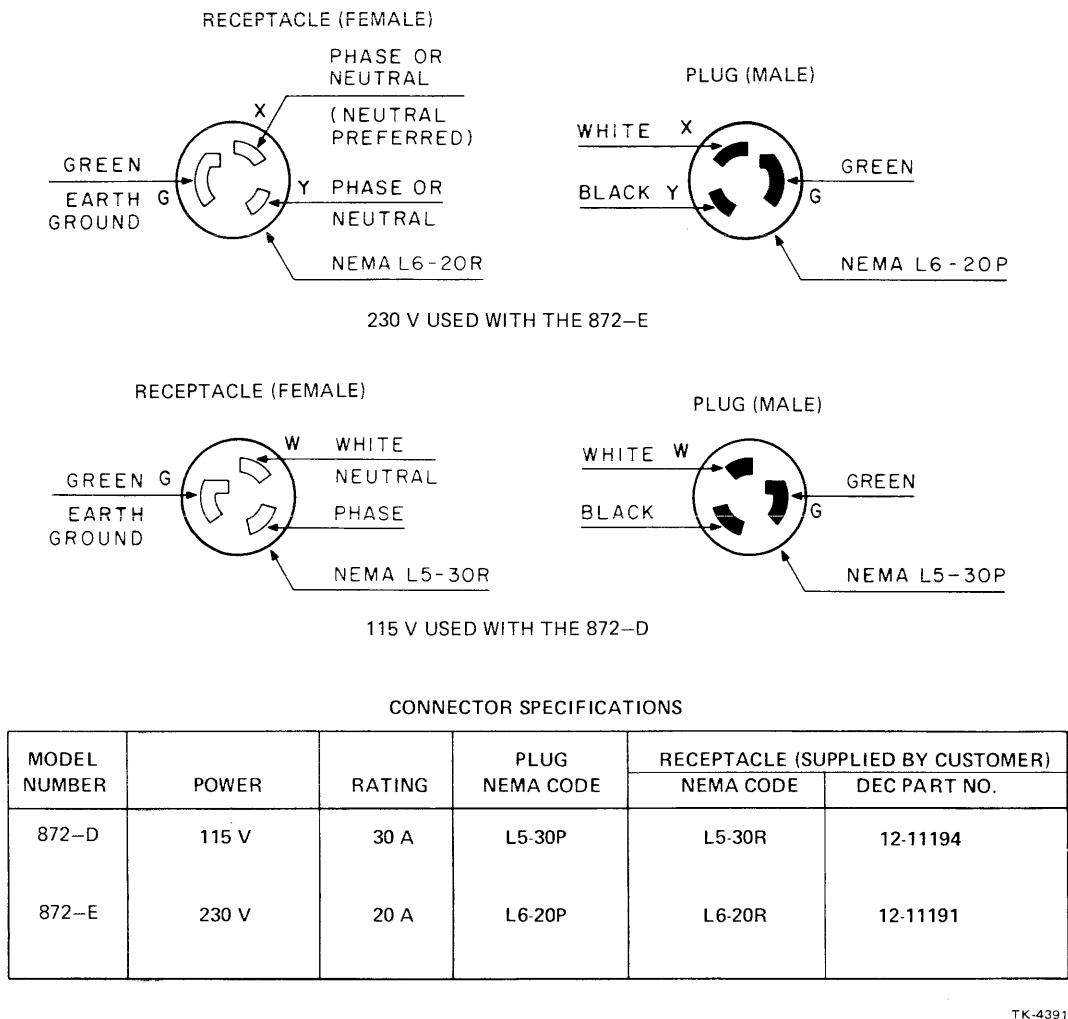 RECEPTACLE (FEMALE)
PHASE OR
NEUTRAL
X
(NEUTRAL
PREFERRED)
GREEN
EARTH
GROUND
G
Y
PHASE OR
NEUTRAL
NEMA L6-20R
PLUG (MALE)
WHITE X
BLACK Y
GREEN
G
NEMA L6-20P
230 V USED WITH THE 872–E
RECEPTACLE (FEMALE)
W
WHITE
NEUTRAL
GREEN G
EARTH
GROUND
PHASE
NEMA L5-30R
PLUG (MALE)
WHITE W
BLACK
GREEN
G
NEMA L5-30P
115 V USED WITH THE 872–D
CONNECTOR SPECIFICATIONS
MODEL
NUMBER
POWER
RATING
PLUG
NEMA CODE
RECEPTACLE (SUPPLIED BY CUSTOMER)
NEMA CODE
DEC PART NO.
872–D 115 V 30 A L5-30P L5-30R 12-11194
872–E 230 V 20 A L6-20P L6-20R 12-11191
TK-4391